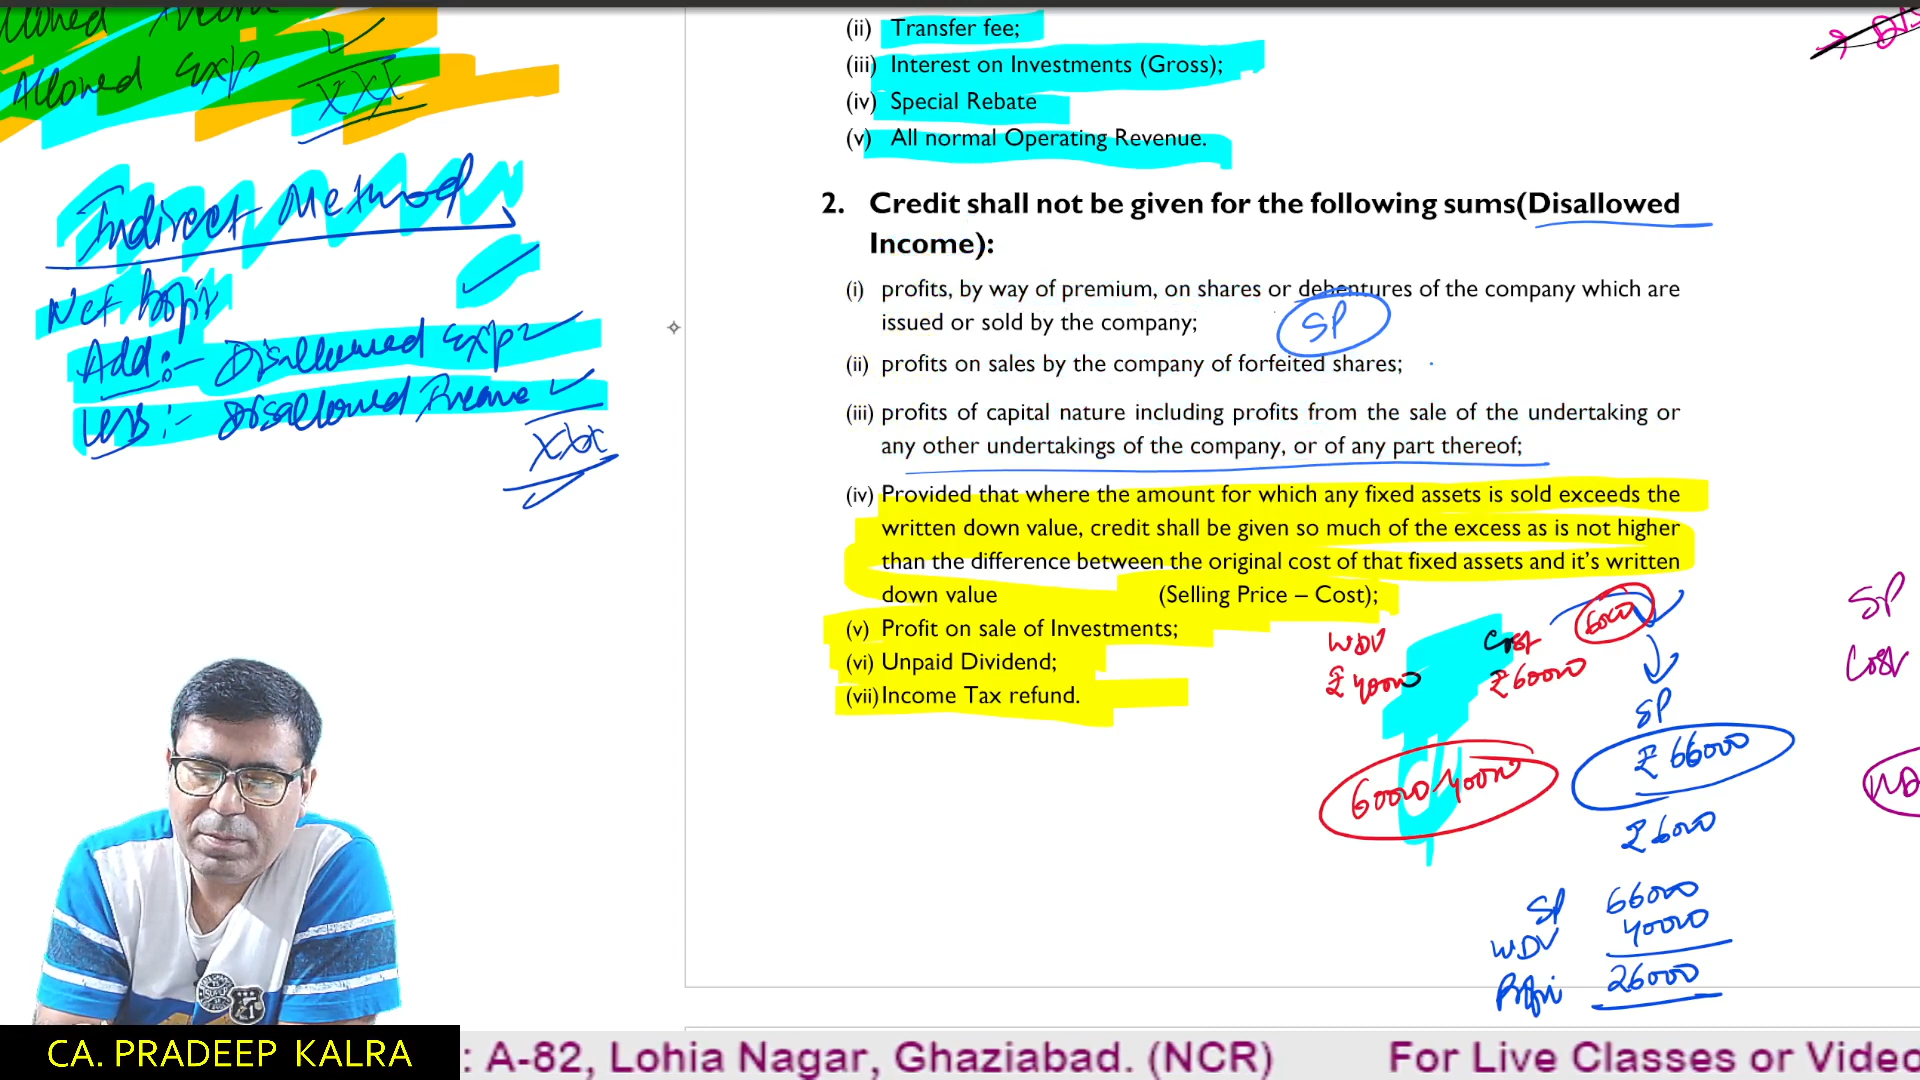 Allowed Exp
XXX
Indirect Method
Net Profit
Add:- Disallowed Exp
Less:- Disallowed Income
XXX
(ii) Transfer fee;
(iii) Interest on Investments (Gross);
(iv) Special Rebate
(v) All normal Operating Revenue.
2. Credit shall not be given for the following sums(Disallowed
Income):
(i) profits, by way of premium, on shares or debentures of the company which are
issued or sold by the company;
SP
(ii) profits on sales by the company of forfeited shares;
(iii) profits of capital nature including profits from the sale of the undertaking or
any other undertakings of the company, or of any part thereof;
(iv) Provided that where the amount for which any fixed assets is sold exceeds the
written down value, credit shall be given so much of the excess as is not higher
than the difference between the original cost of that fixed assets and it's written
down value (Selling Price – Cost);
(v) Profit on sale of Investments;
(vi) Unpaid Dividend;
(vii) Income Tax refund.
WDV Cost 6000
₹ 40000 ₹ 60000
SP
₹ 66000
60000-40000
₹ 6000
SP 66000
WDV 40000
Profit 26000
SP
Cost
CA. PRADEEP KALRA
: A-82, Lohia Nagar, Ghaziabad. (NCR) For Live Classes or Video